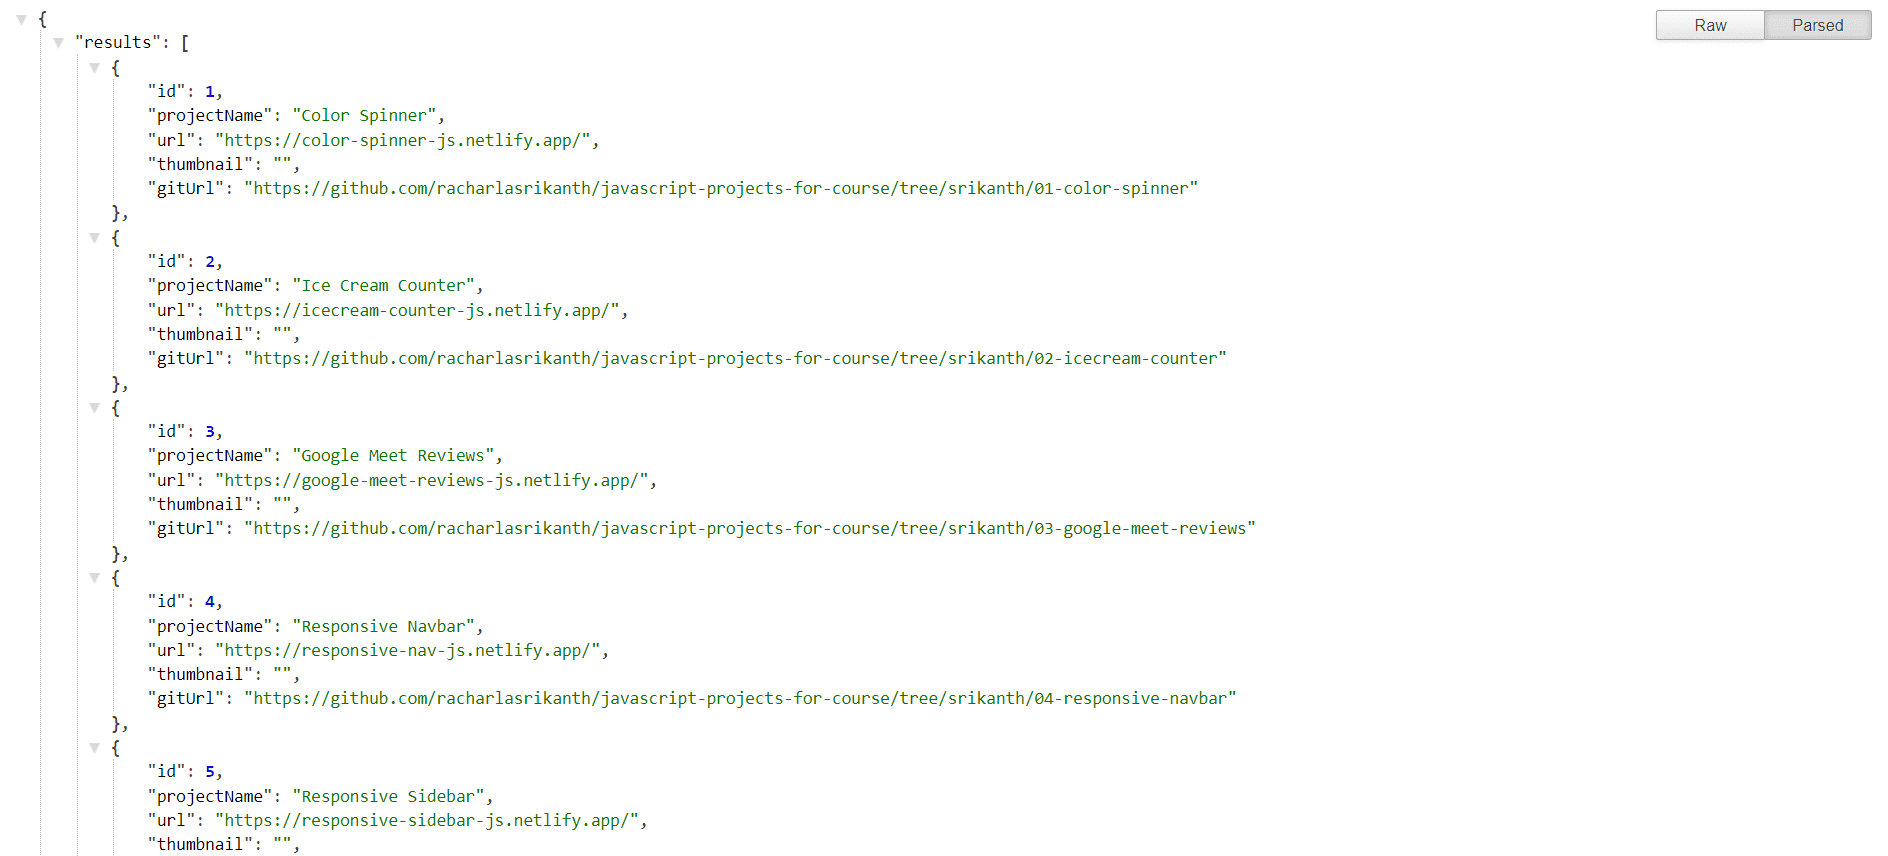 {
Raw Parsed
"results": [
{
"id": 1,
"projectName": "Color Spinner",
"url": "https://color-spinner-js.netlify.app/",
"thumbnail": "",
"gitUrl": "https://github.com/racharlasrikanth/javascript-projects-for-course/tree/srikanth/01-color-spinner"
},
{
"id": 2,
"projectName": "Ice Cream Counter",
"url": "https://icecream-counter-js.netlify.app/",
"thumbnail": "",
"gitUrl": "https://github.com/racharlasrikanth/javascript-projects-for-course/tree/srikanth/02-icecream-counter"
},
{
"id": 3,
"projectName": "Google Meet Reviews",
"url": "https://google-meet-reviews-js.netlify.app/",
"thumbnail": "",
"gitUrl": "https://github.com/racharlasrikanth/javascript-projects-for-course/tree/srikanth/03-google-meet-reviews"
},
{
"id": 4,
"projectName": "Responsive Navbar",
"url": "https://responsive-nav-js.netlify.app/",
"thumbnail": "",
"gitUrl": "https://github.com/racharlasrikanth/javascript-projects-for-course/tree/srikanth/04-responsive-navbar"
},
{
"id": 5,
"projectName": "Responsive Sidebar",
"url": "https://responsive-sidebar-js.netlify.app/",
"thumbnail": "",